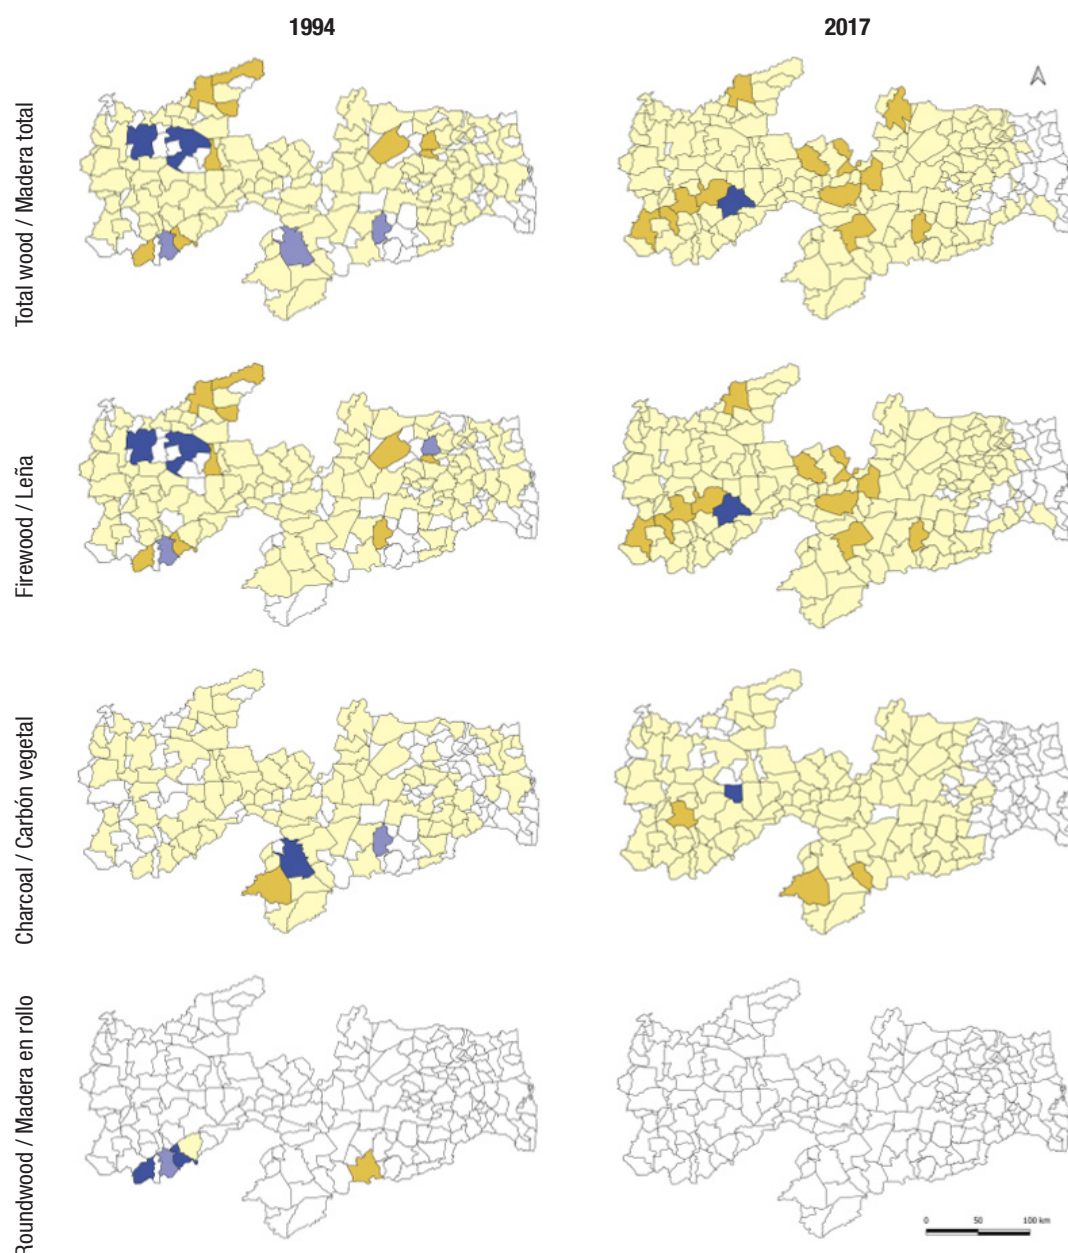 1994
2017
Total wood / Madera total
Firewood / Leña
Charcoal / Carbón vegetal
Roundwood / Madera en rollo
0 50 100 km